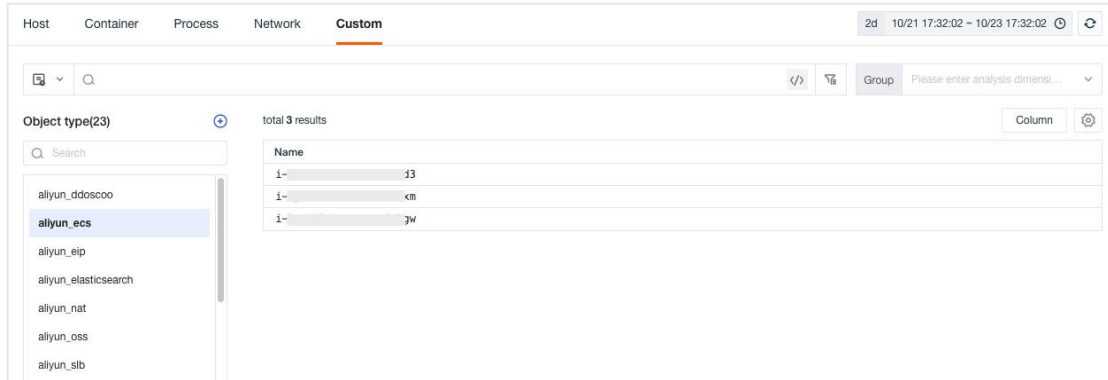 Host Container Process Network Custom 2d 10/21 17:32:02 ~ 10/23 17:32:02
</> Group Please enter analysis dimensi...
Object type(23) total 3 results Column
Search Name
i- d3
aliyun_ddoscoo i- xm
aliyun_ecs i- gw
aliyun_eip
aliyun_elasticsearch
aliyun_nat
aliyun_oss
aliyun_slb